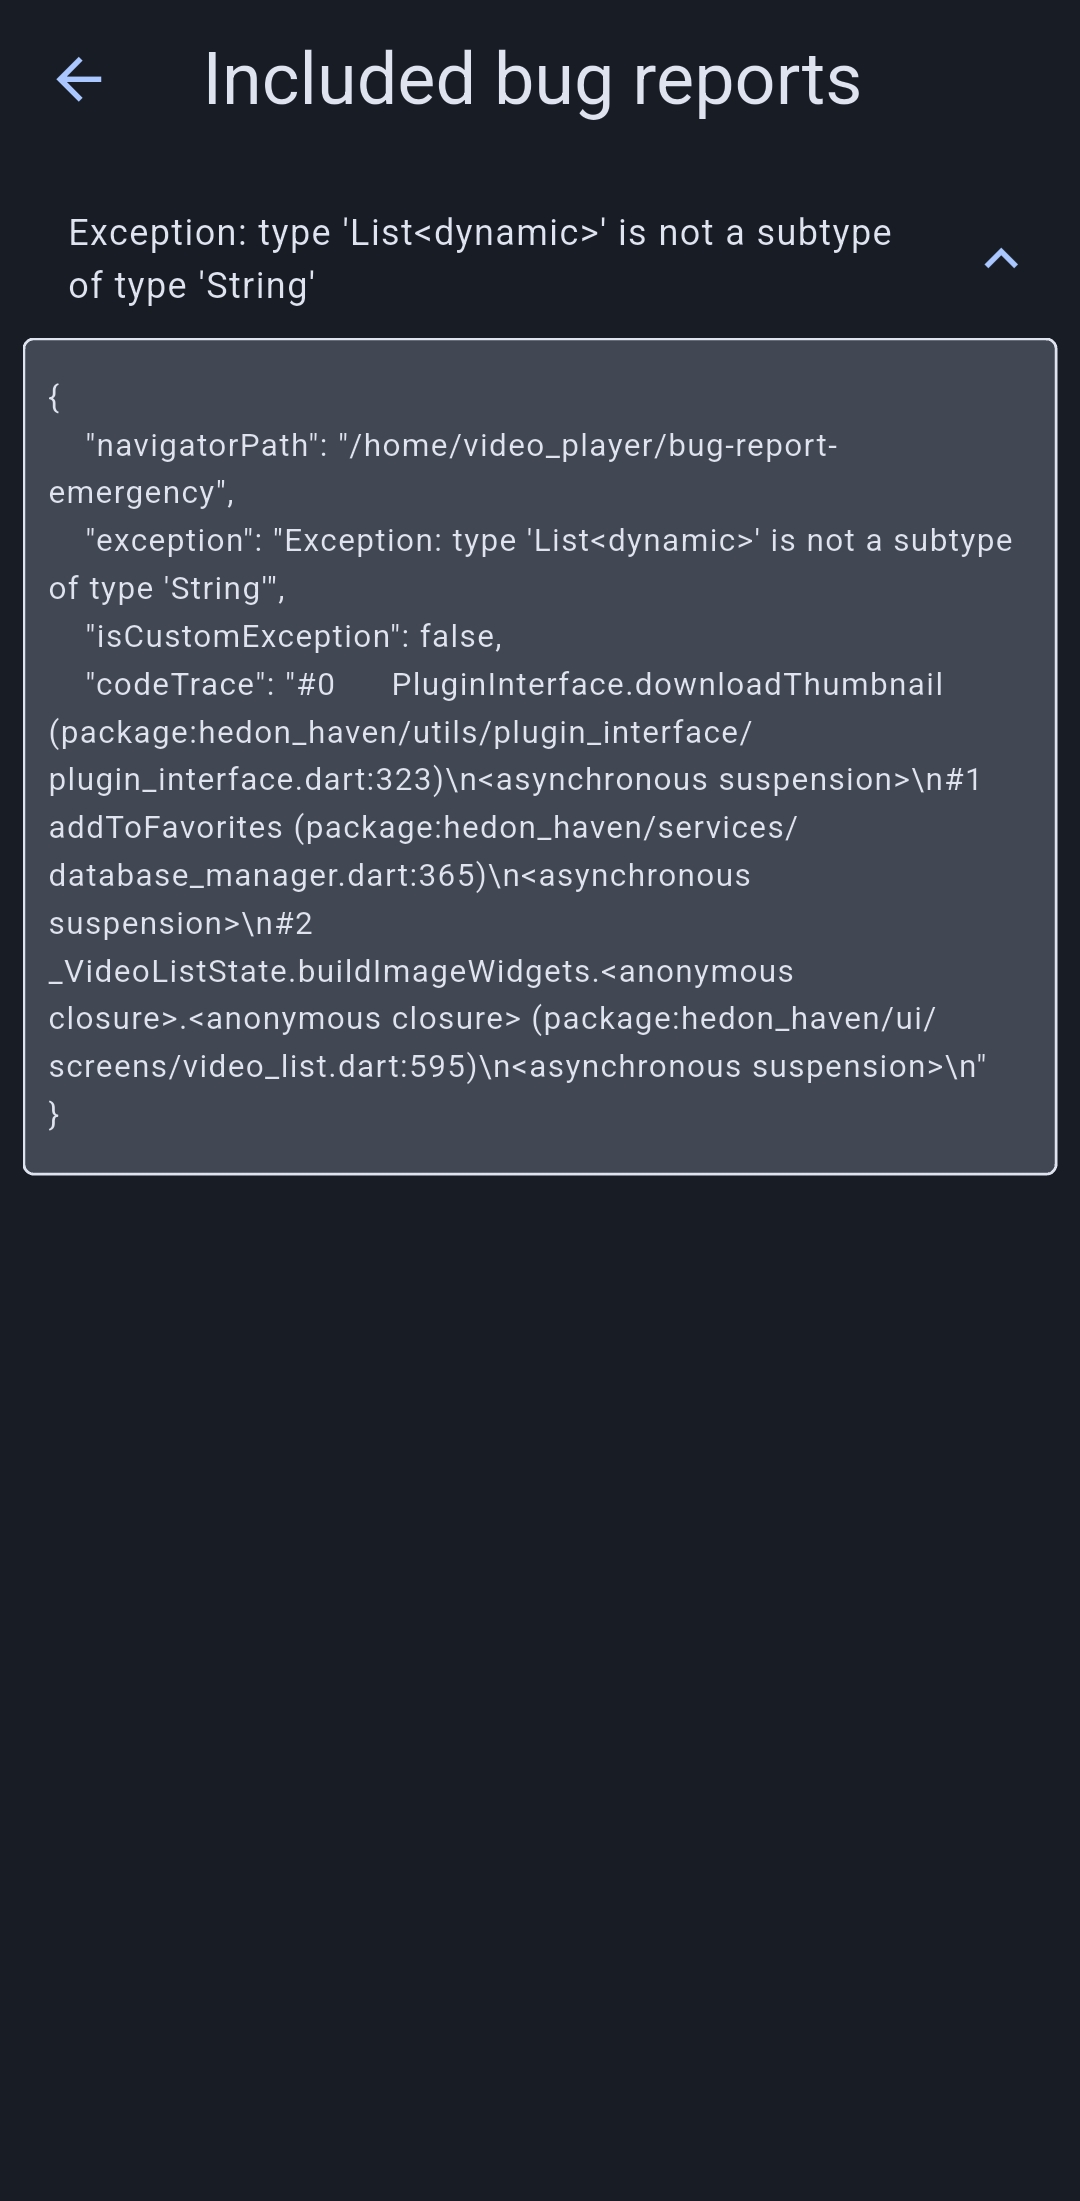 Included bug reports
Exception: type 'List<dynamic>' is not a subtype
of type 'String'
{
    "navigatorPath": "/home/video_player/bug-report-
emergency",
    "exception": "Exception: type 'List<dynamic>' is not a subtype
of type 'String'",
    "isCustomException": false,
    "codeTrace": "#0      PluginInterface.downloadThumbnail
(package:hedon_haven/utils/plugin_interface/
plugin_interface.dart:323)\n<asynchronous suspension>\n#1
addToFavorites (package:hedon_haven/services/
database_manager.dart:365)\n<asynchronous
suspension>\n#2
_VideoListState.buildImageWidgets.<anonymous
closure>.<anonymous closure> (package:hedon_haven/ui/
screens/video_list.dart:595)\n<asynchronous suspension>\n"
}